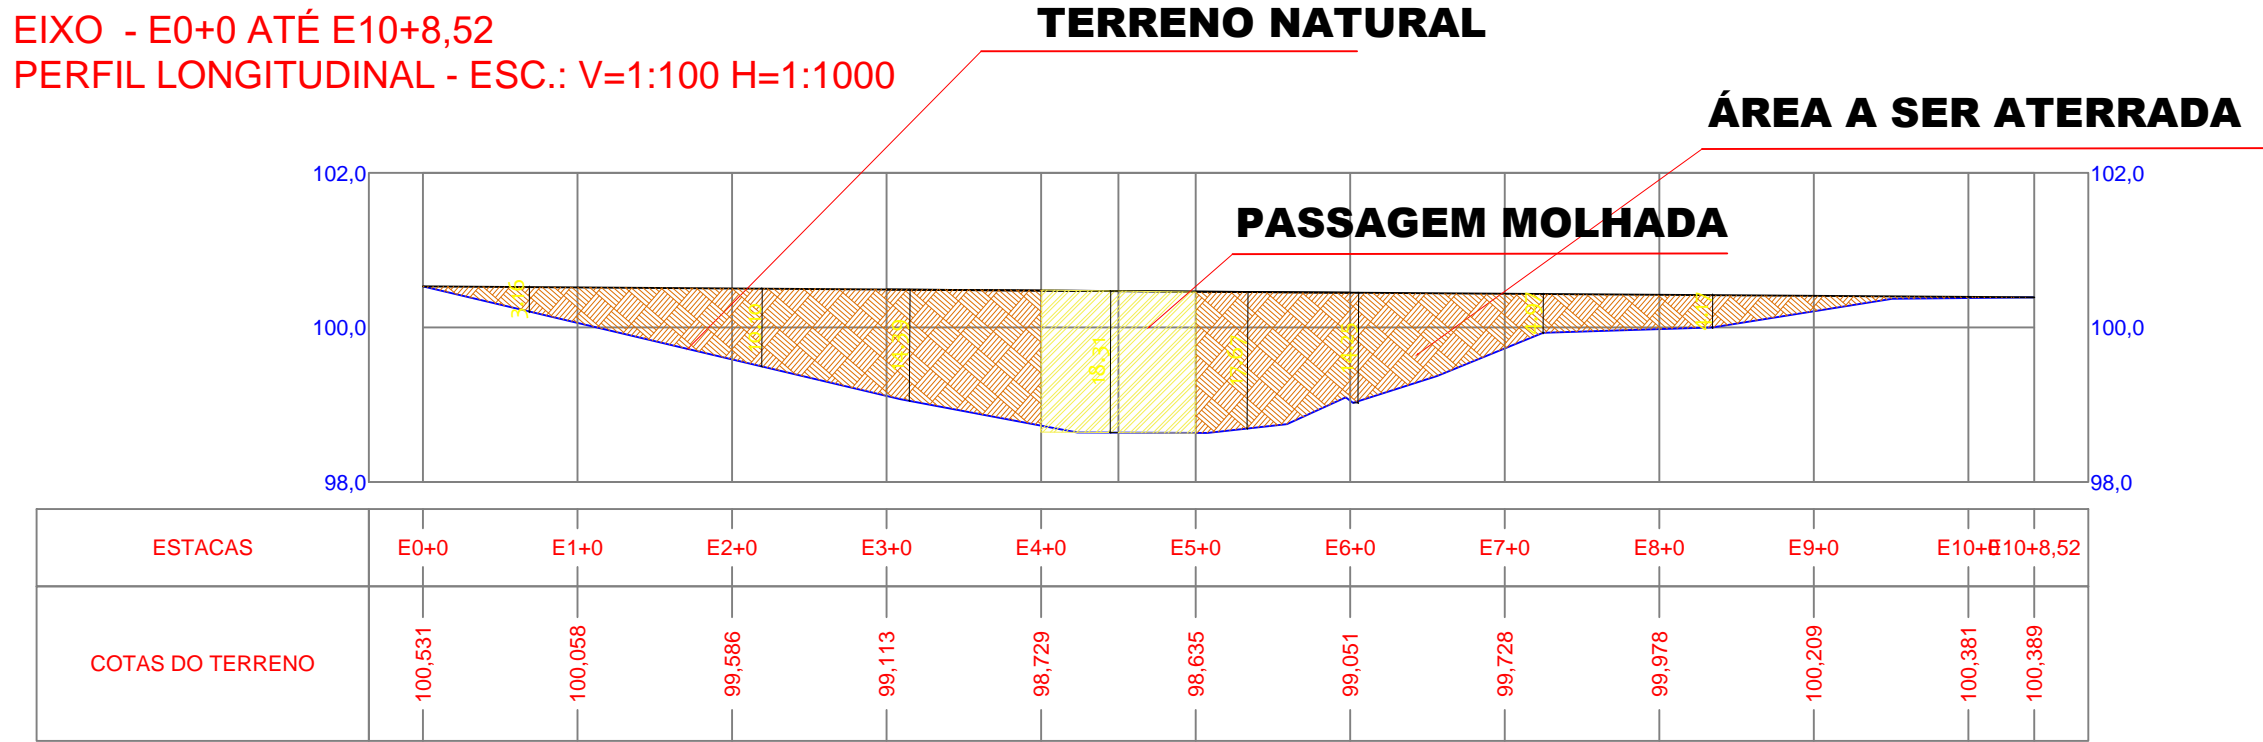 TERRENO NATURAL
EIXO - E0+0 ATÉ E10+8,52
PERFIL LONGITUDINAL - ESC.: V=1:100 H=1:1000
ÁREA A SER ATERRADA
102,0
102,0
PASSAGEM MOLHADA
100,0
100,0
18,31
98,0
98,0
ESTACAS E0+0 E1+0 E2+0 E3+0 E4+0 E5+0 E6+0 E7+0 E8+0 E9+0 E10+0 E10+8,52
COTAS DO TERRENO 100,531 100,058 99,586 99,113 98,729 98,635 99,051 99,728 99,978 100,209 100,381 100,389